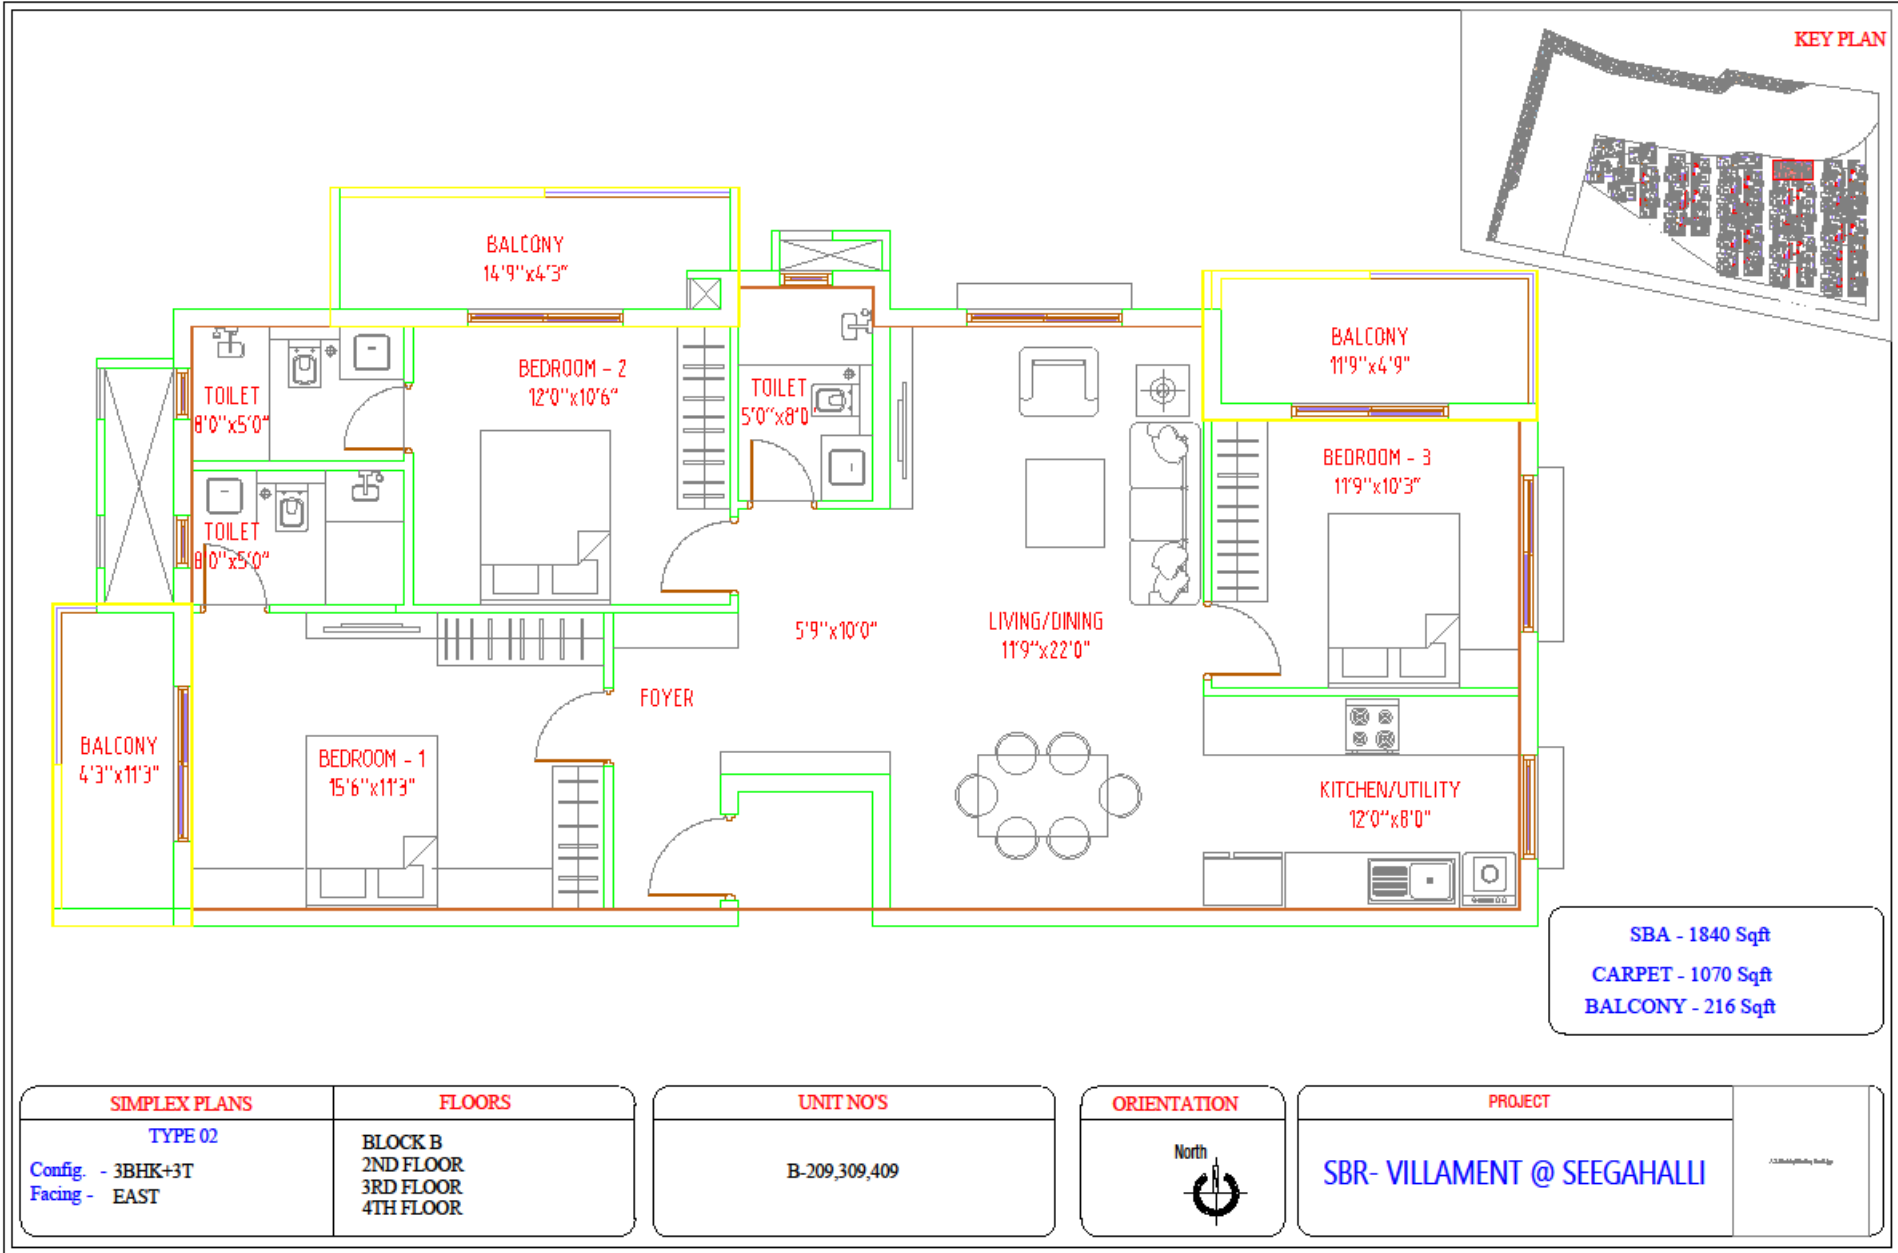 KEY PLAN
BALCONY
14'9"x4'3"
BALCONY
11'9"x4'9"
BEDROOM - 2
12'0"x10'6"
TOILET
8'0"x5'0"
TOILET
5'0"x8'0
BEDROOM - 3
11'9"x10'3"
TOILET
8'0"x5'0"
5'9"x10'0"
LIVING/DINING
11'9"x22'0"
FOYER
BALCONY
4'3"x11'3"
BEDROOM - 1
15'6"x11'3"
KITCHEN/UTILITY
12'0"x8'0"
SBA - 1840 Sqft
CARPET - 1070 Sqft
BALCONY - 216 Sqft
SIMPLEX PLANS
TYPE 02
Config. - 3BHK+3T
Facing - EAST
FLOORS
BLOCK B
2ND FLOOR
3RD FLOOR
4TH FLOOR
UNIT NO'S
B-209,309,409
ORIENTATION
North
PROJECT
SBR- VILLAMENT @ SEEGAHALLI